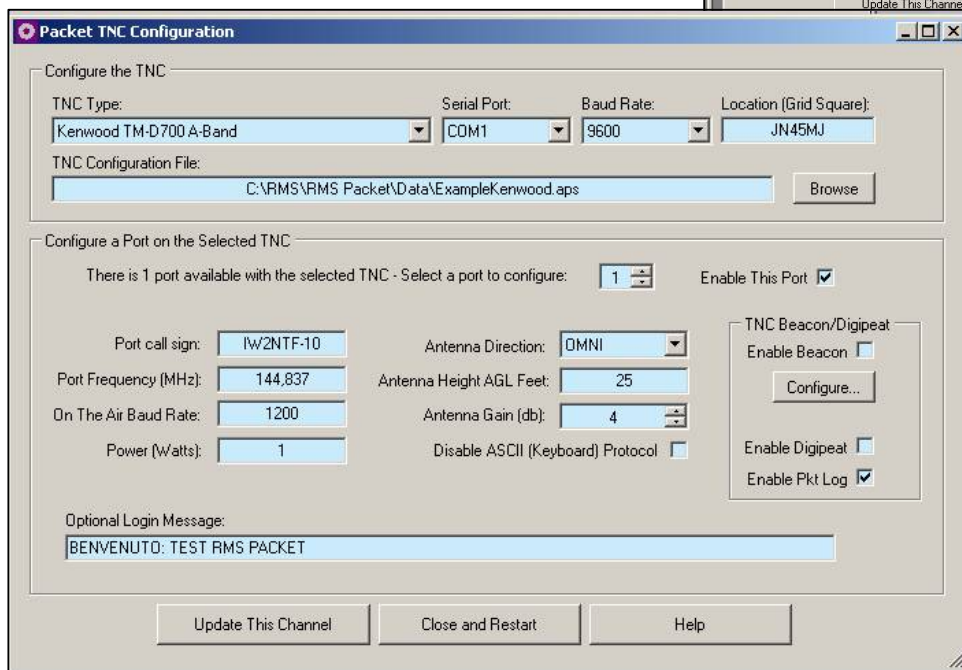 Update This Channe
Packet TNC Configuration
Configure the TNC
TNC Type: Serial Port: Baud Rate: Location (Grid Square):
Kenwood TM-D700 A-Band COM1 9600 JN45MJ
TNC Configuration File:
C:\RMS\RMS Packet\Data\ExampleKenwood.aps Browse
Configure a Port on the Selected TNC
There is 1 port available with the selected TNC - Select a port to configure: 1 Enable This Port
TNC Beacon/Digipeat
Port call sign: IW2NTF-10 Antenna Direction: OMNI Enable Beacon
Port Frequency (MHz): 144,837 Antenna Height AGL Feet: 25 Configure...
On The Air Baud Rate: 1200 Antenna Gain (db): 4
Power (Watts): 1 Disable ASCII (Keyboard) Protocol Enable Digipeat
Enable Pkt Log
Optional Login Message:
BENVENUTO: TEST RMS PACKET
Update This Channel Close and Restart Help